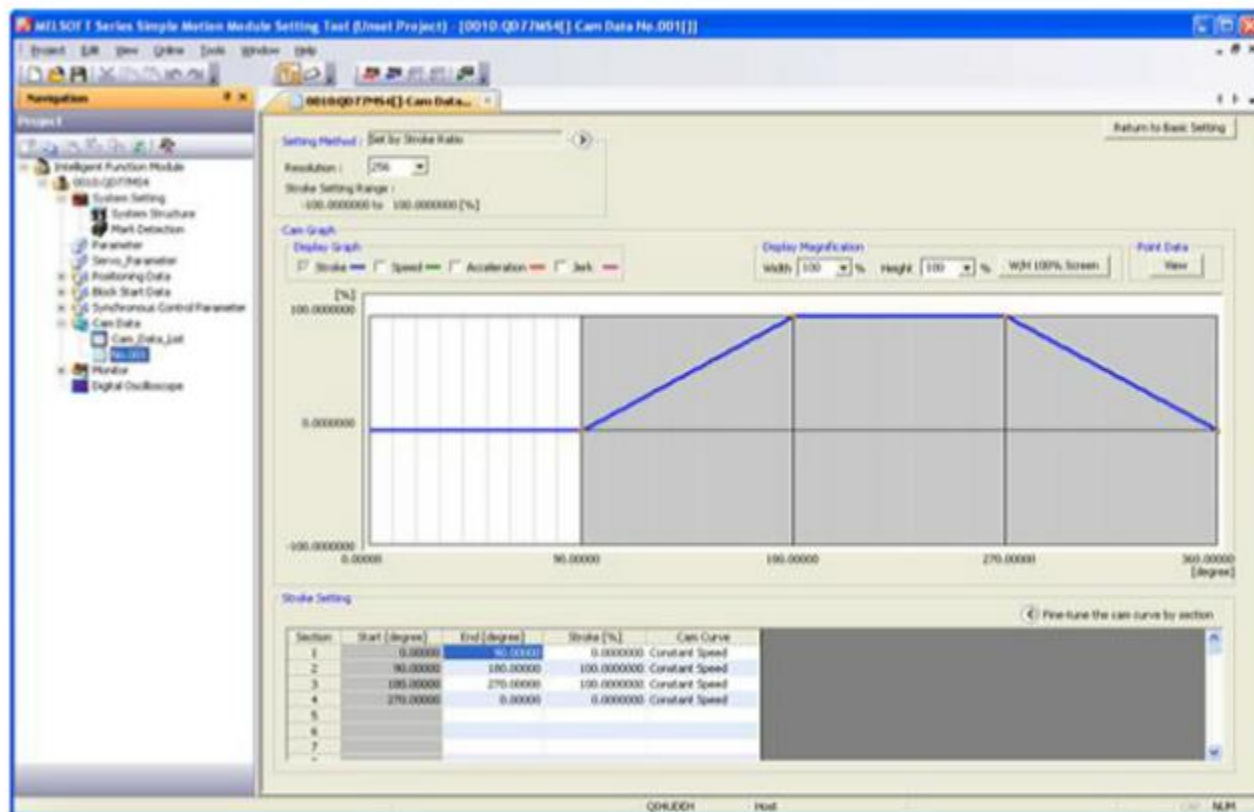 MELSOFT Series Simple Motion Module Setting Tool (Unset Project) - [0010:QD77MS4[]-Cam Data No.001[]]
Project Edit View Online Tools Window Help
Navigation
0010:QD77MS4[]-Cam Data...
Project
Return to Basic Setting
Setting Method : Set by Stroke Ratio
Resolution : 256
Stroke Setting Range :
-100.0000000 to 100.0000000 [%]
Intelligent Function Module
0010:QD77MS4
System Setting
System Structure
Mark Detection
Parameter
Servo_Parameter
Positioning Data
Block Start Data
Synchronous Control Parameter
Cam Data
Cam_Data_List
No.001
Monitor
Digital Oscilloscope
Cam Graph
Display Graph
Stroke Speed Acceleration Jerk
Display Magnification
Width 100 % Height 100 % W/H 100% Screen
Point Data
View
[%]
100.0000000
0.0000000
-100.0000000
0.00000 90.00000 180.00000 270.00000 360.00000
[degree]
Stroke Setting
Fine-tune the cam curve by section
Section Start [degree] End [degree] Stroke [%] Cam Curve
1 0.00000 90.00000 0.0000000 Constant Speed
2 90.00000 180.00000 100.0000000 Constant Speed
3 180.00000 270.00000 100.0000000 Constant Speed
4 270.00000 0.00000 0.0000000 Constant Speed
5
6
7
Q04UDEH Host NUM